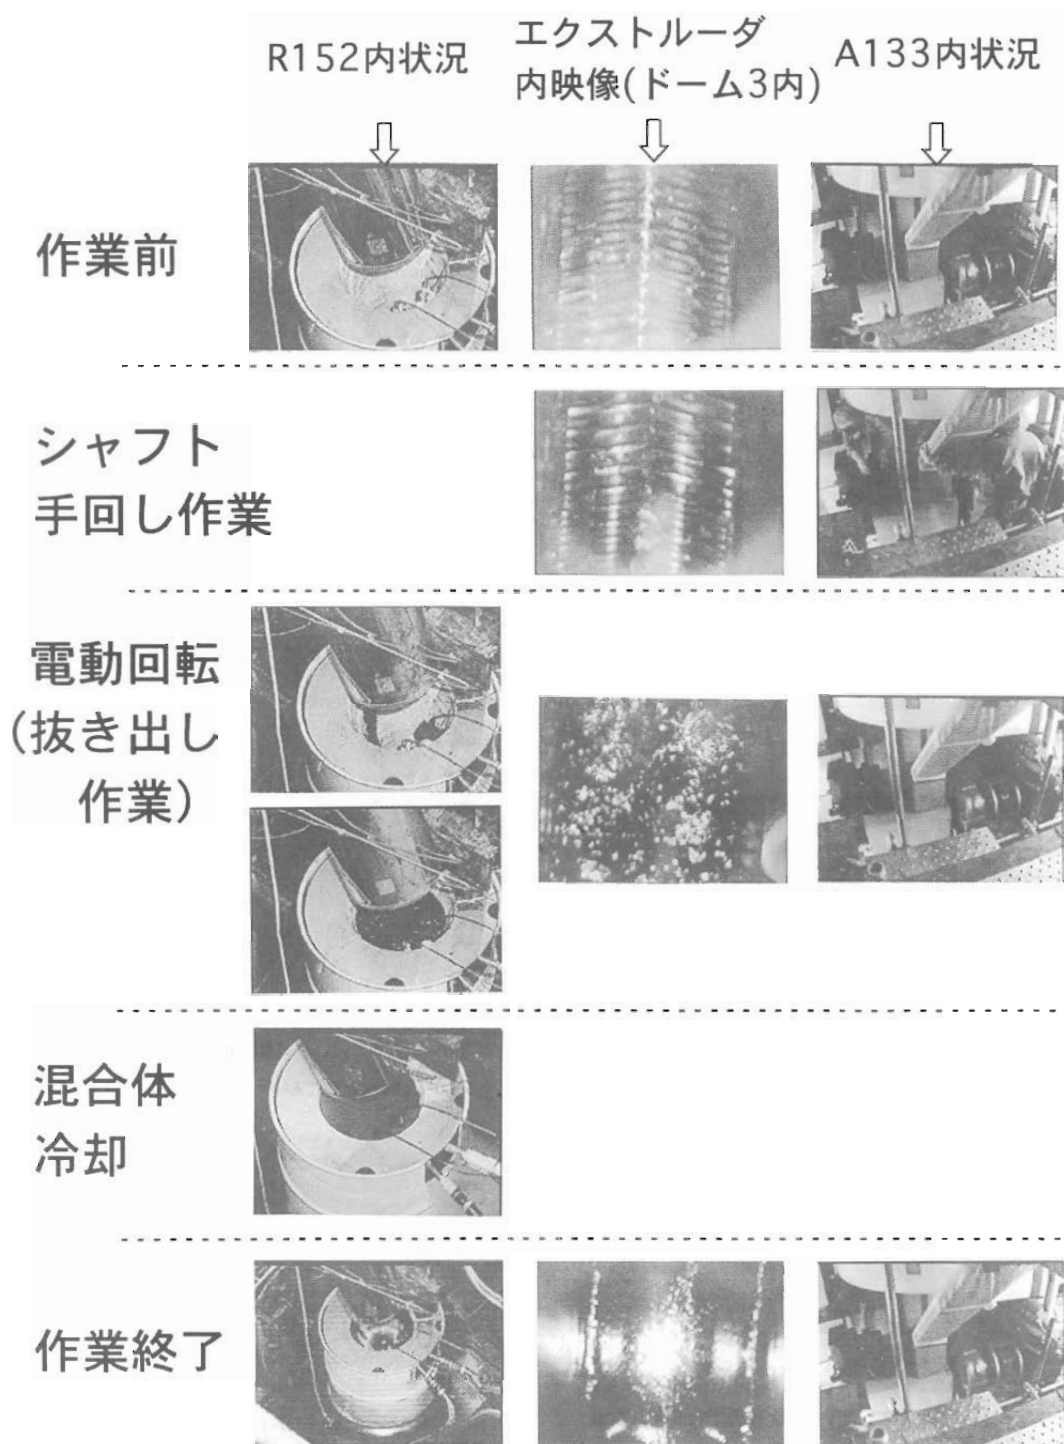 R152内状況
エクストルーダ
内映像(ドーム3内)
A133内状況
作業前
シャフト
手回し作業
電動回転
(抜き出し
作業)
混合体
冷却
作業終了